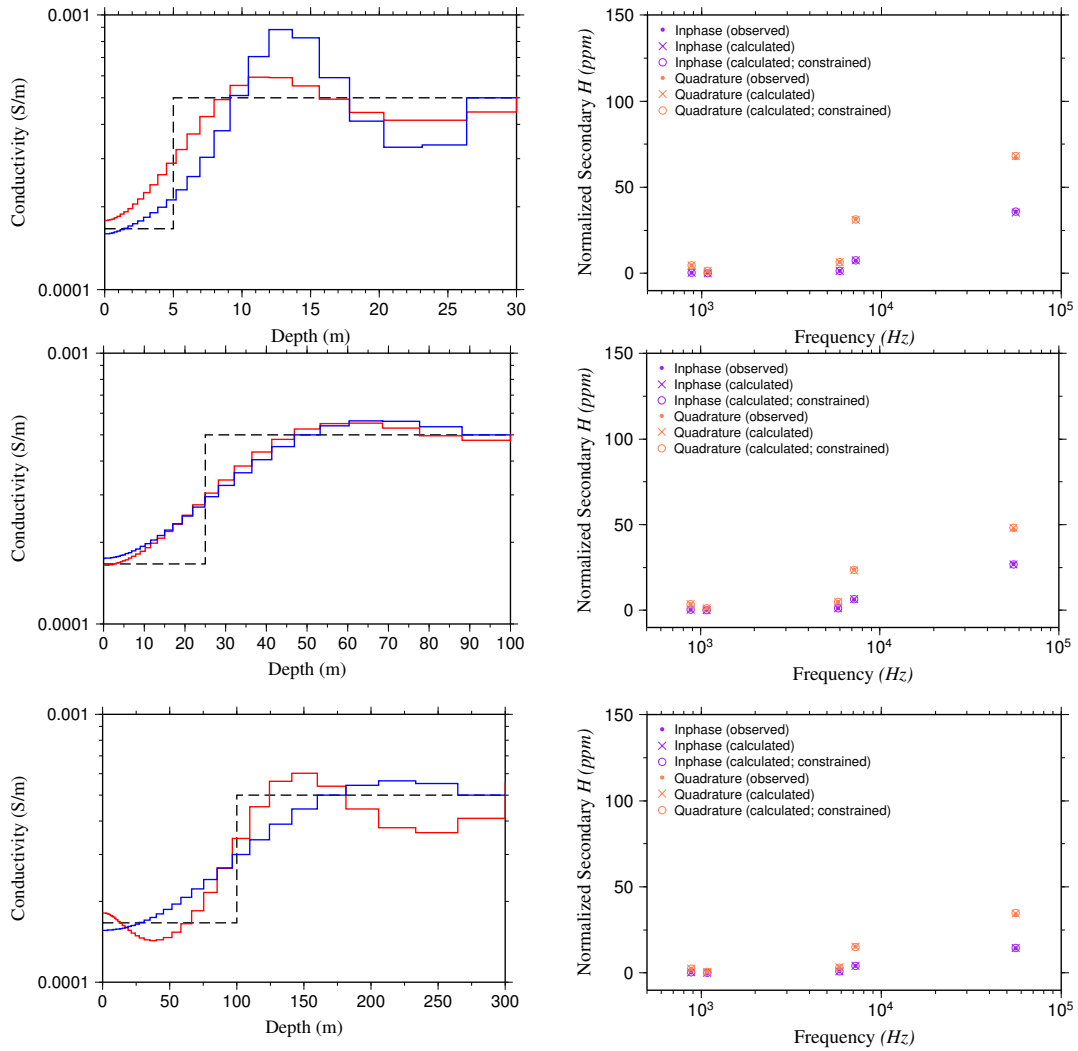 0.001
0.0001
Conductivity (S/m)
0 5 10 15 20 25 30
Depth (m)
150
100
50
0
Normalized Secondary H (ppm)
Inphase (observed)
Inphase (calculated)
Inphase (calculated; constrained)
Quadrature (observed)
Quadrature (calculated)
Quadrature (calculated; constrained)
10³ 10⁴ 10⁵
Frequency (Hz)
0.001
0.0001
Conductivity (S/m)
0 10 20 30 40 50 60 70 80 90 100
Depth (m)
150
100
50
0
Normalized Secondary H (ppm)
Inphase (observed)
Inphase (calculated)
Inphase (calculated; constrained)
Quadrature (observed)
Quadrature (calculated)
Quadrature (calculated; constrained)
10³ 10⁴ 10⁵
Frequency (Hz)
0.001
0.0001
Conductivity (S/m)
0 50 100 150 200 250 300
Depth (m)
150
100
50
0
Normalized Secondary H (ppm)
Inphase (observed)
Inphase (calculated)
Inphase (calculated; constrained)
Quadrature (observed)
Quadrature (calculated)
Quadrature (calculated; constrained)
10³ 10⁴ 10⁵
Frequency (Hz)